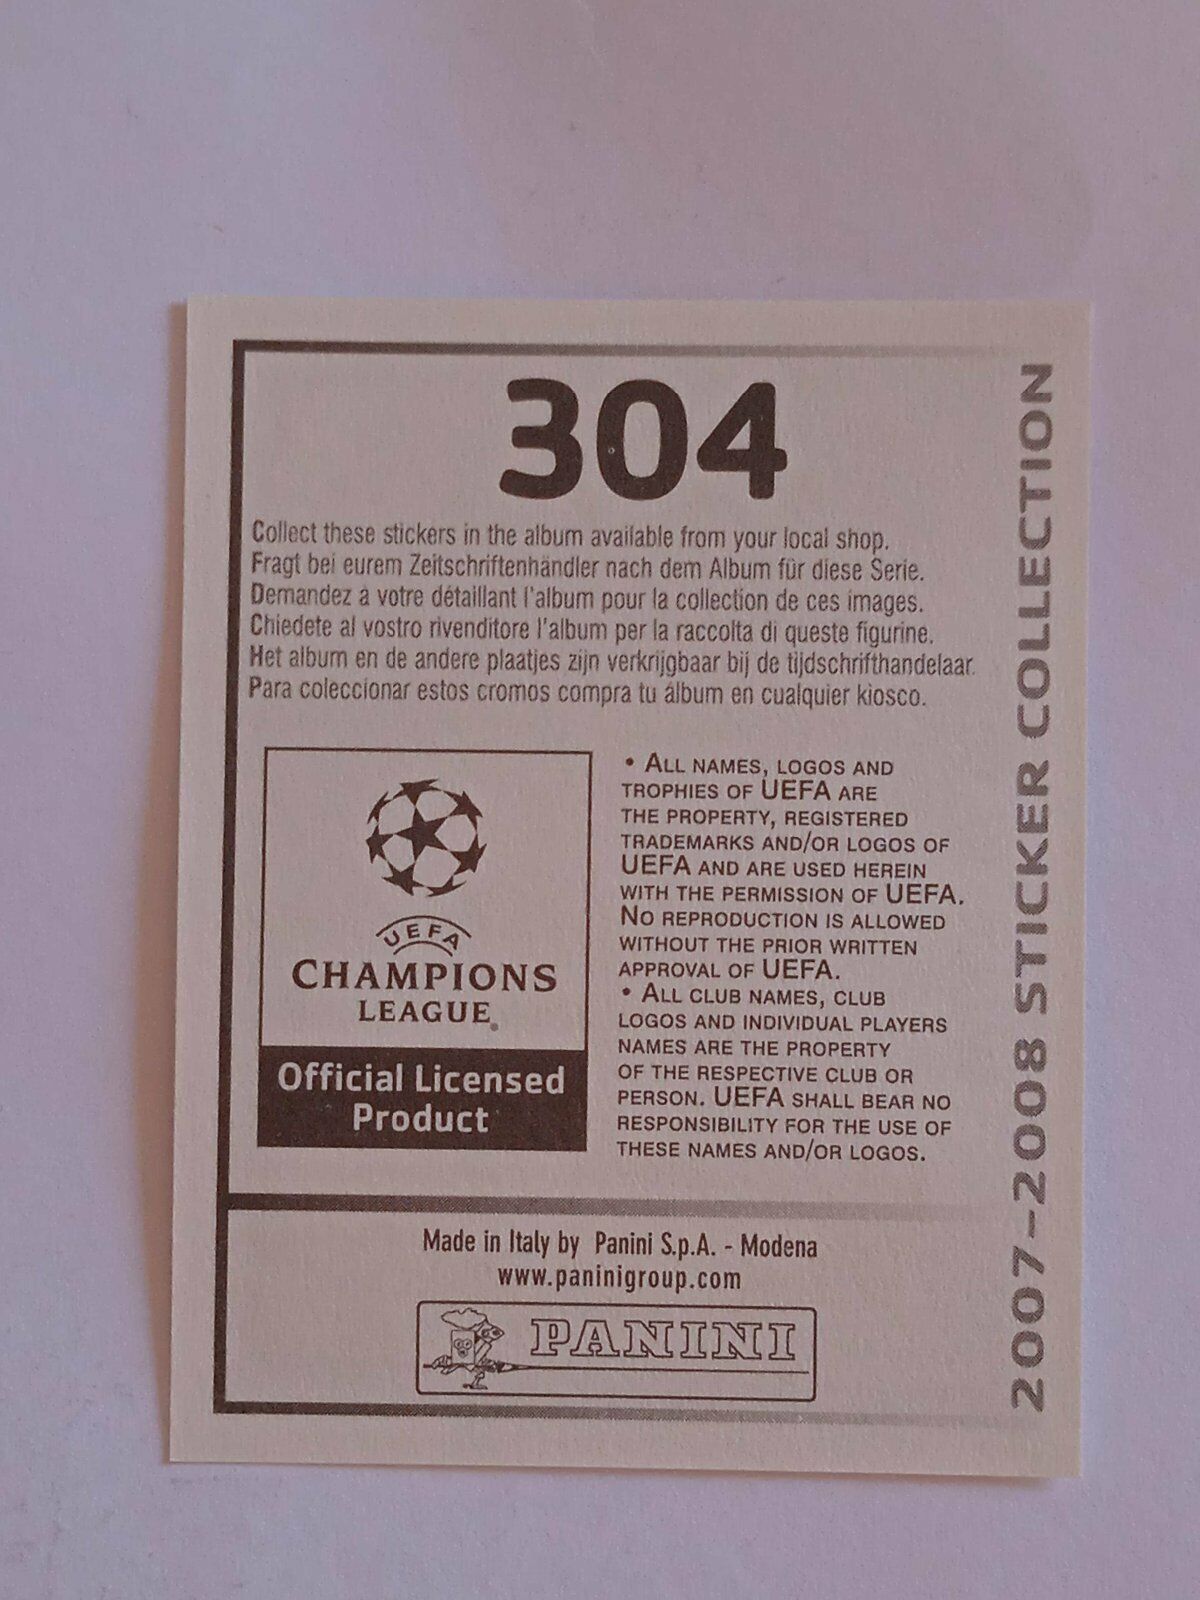 304
Collect these stickers in the album available from your local shop.
Fragt bei eurem Zeitschriftenhändler nach dem Album für diese Serie.
Demandez à votre détaillant l'album pour la collection de ces images.
Chiedete al vostro rivenditore l'album per la raccolta di queste figurine.
Het album en de andere plaatjes zijn verkrijgbaar bij de tijdschrifthandelaar.
Para coleccionar estos cromos compra tu álbum en cualquier kiosco.
UEFA
CHAMPIONS
LEAGUE
Official Licensed
Product
• ALL NAMES, LOGOS AND
TROPHIES OF UEFA ARE
THE PROPERTY, REGISTERED
TRADEMARKS AND/OR LOGOS OF
UEFA AND ARE USED HEREIN
WITH THE PERMISSION OF UEFA.
NO REPRODUCTION IS ALLOWED
WITHOUT THE PRIOR WRITTEN
APPROVAL OF UEFA.
• ALL CLUB NAMES, CLUB
LOGOS AND INDIVIDUAL PLAYERS
NAMES ARE THE PROPERTY
OF THE RESPECTIVE CLUB OR
PERSON. UEFA SHALL BEAR NO
RESPONSIBILITY FOR THE USE OF
THESE NAMES AND/OR LOGOS.
Made in Italy by Panini S.p.A. - Modena
www.paninigroup.com
PANINI
2007-2008 STICKER COLLECTION